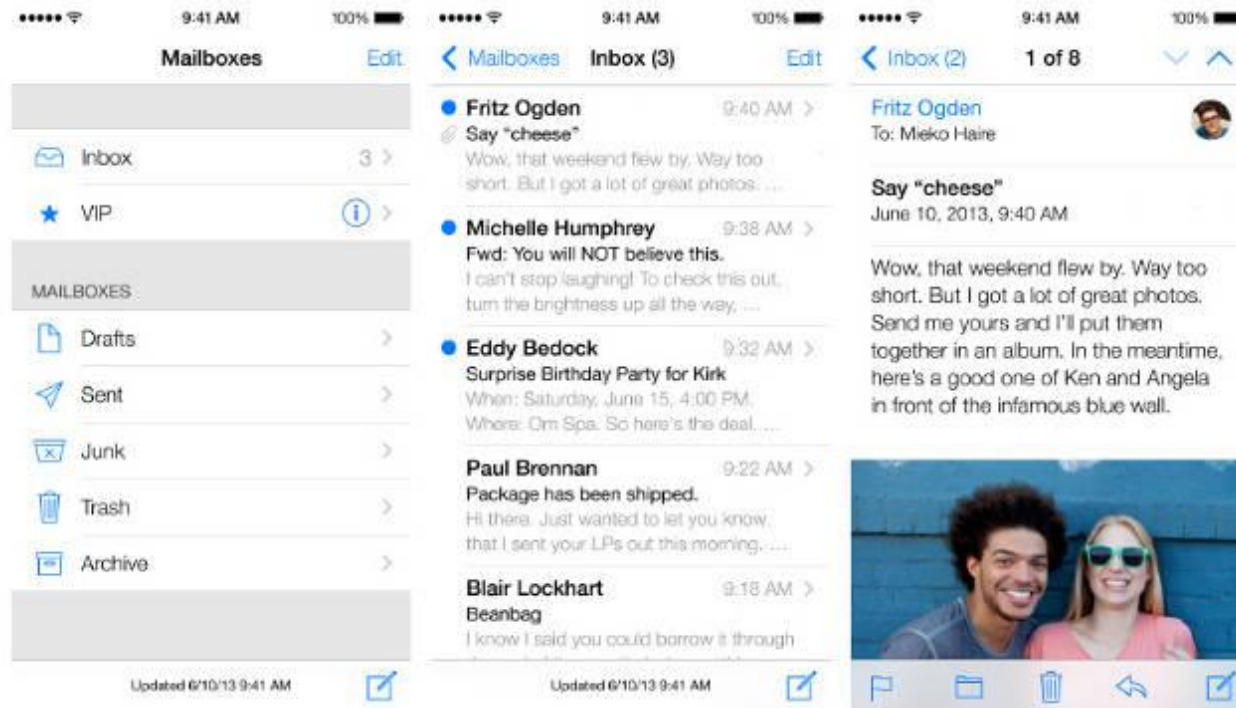 9:41 AM 100%
Mailboxes Edit
Inbox 3
VIP
MAILBOXES
Drafts
Sent
Junk
Trash
Archive
Updated 6/10/13 9:41 AM
9:41 AM 100%
Mailboxes Inbox (3) Edit
Fritz Ogden 9:40 AM
Say “cheese”
Wow, that weekend flew by. Way too
short. But I got a lot of great photos. ...
Michelle Humphrey 9:38 AM
Fwd: You will NOT believe this.
I can't stop laughing! To check this out,
turn the brightness up all the way, ...
Eddy Bedock 9:32 AM
Surprise Birthday Party for Kirk
When: Saturday, June 15, 4:00 PM.
Where: Om Spa. So here's the deal. ...
Paul Brennan 9:22 AM
Package has been shipped.
Hi there. Just wanted to let you know,
that I sent your LPs out this morning. ...
Blair Lockhart 9:18 AM
Beanbag
I know I said you could borrow it through
Updated 6/10/13 9:41 AM
9:41 AM 100%
Inbox (2) 1 of 8
Fritz Ogden
To: Mieko Haire
Say “cheese”
June 10, 2013, 9:40 AM
Wow, that weekend flew by. Way too
short. But I got a lot of great photos.
Send me yours and I'll put them
together in an album. In the meantime,
here's a good one of Ken and Angela
in front of the infamous blue wall.